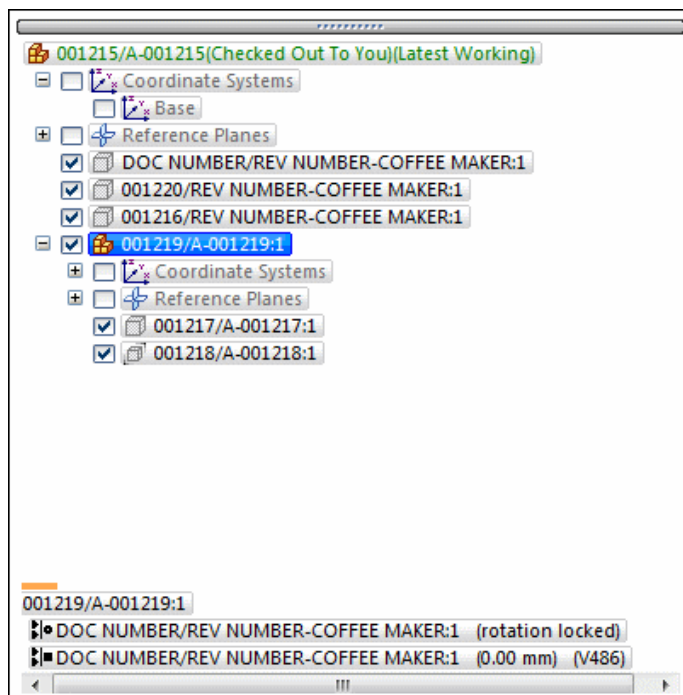 001215/A-001215(Checked Out To You)(Latest Working)
Coordinate Systems
Base
Reference Planes
DOC NUMBER/REV NUMBER-COFFEE MAKER:1
001220/REV NUMBER-COFFEE MAKER:1
001216/REV NUMBER-COFFEE MAKER:1
001219/A-001219:1
Coordinate Systems
Reference Planes
001217/A-001217:1
001218/A-001218:1
001219/A-001219:1
DOC NUMBER/REV NUMBER-COFFEE MAKER:1 (rotation locked)
DOC NUMBER/REV NUMBER-COFFEE MAKER:1 (0.00 mm) (V486)